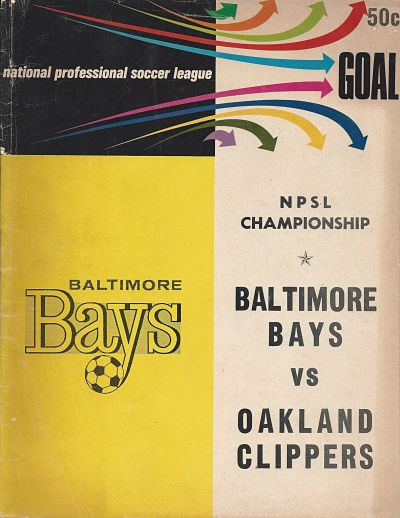 50c
national professional soccer league
GOAL
NPSL
CHAMPIONSHIP
BALTIMORE
Bays
BALTIMORE
BAYS
vs
OAKLAND
CLIPPERS